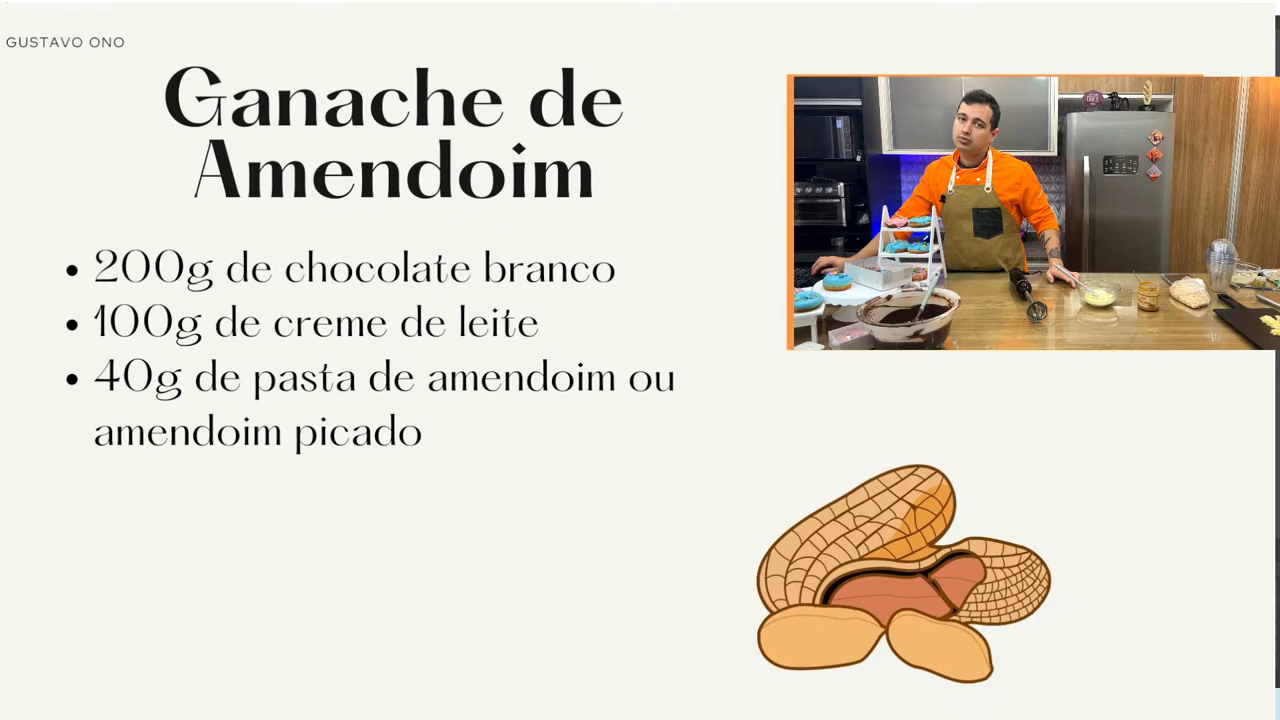 GUSTAVO ONO
Ganache de
Amendoim
• 200g de chocolate branco
• 100g de creme de leite
• 40g de pasta de amendoim ou
amendoim picado